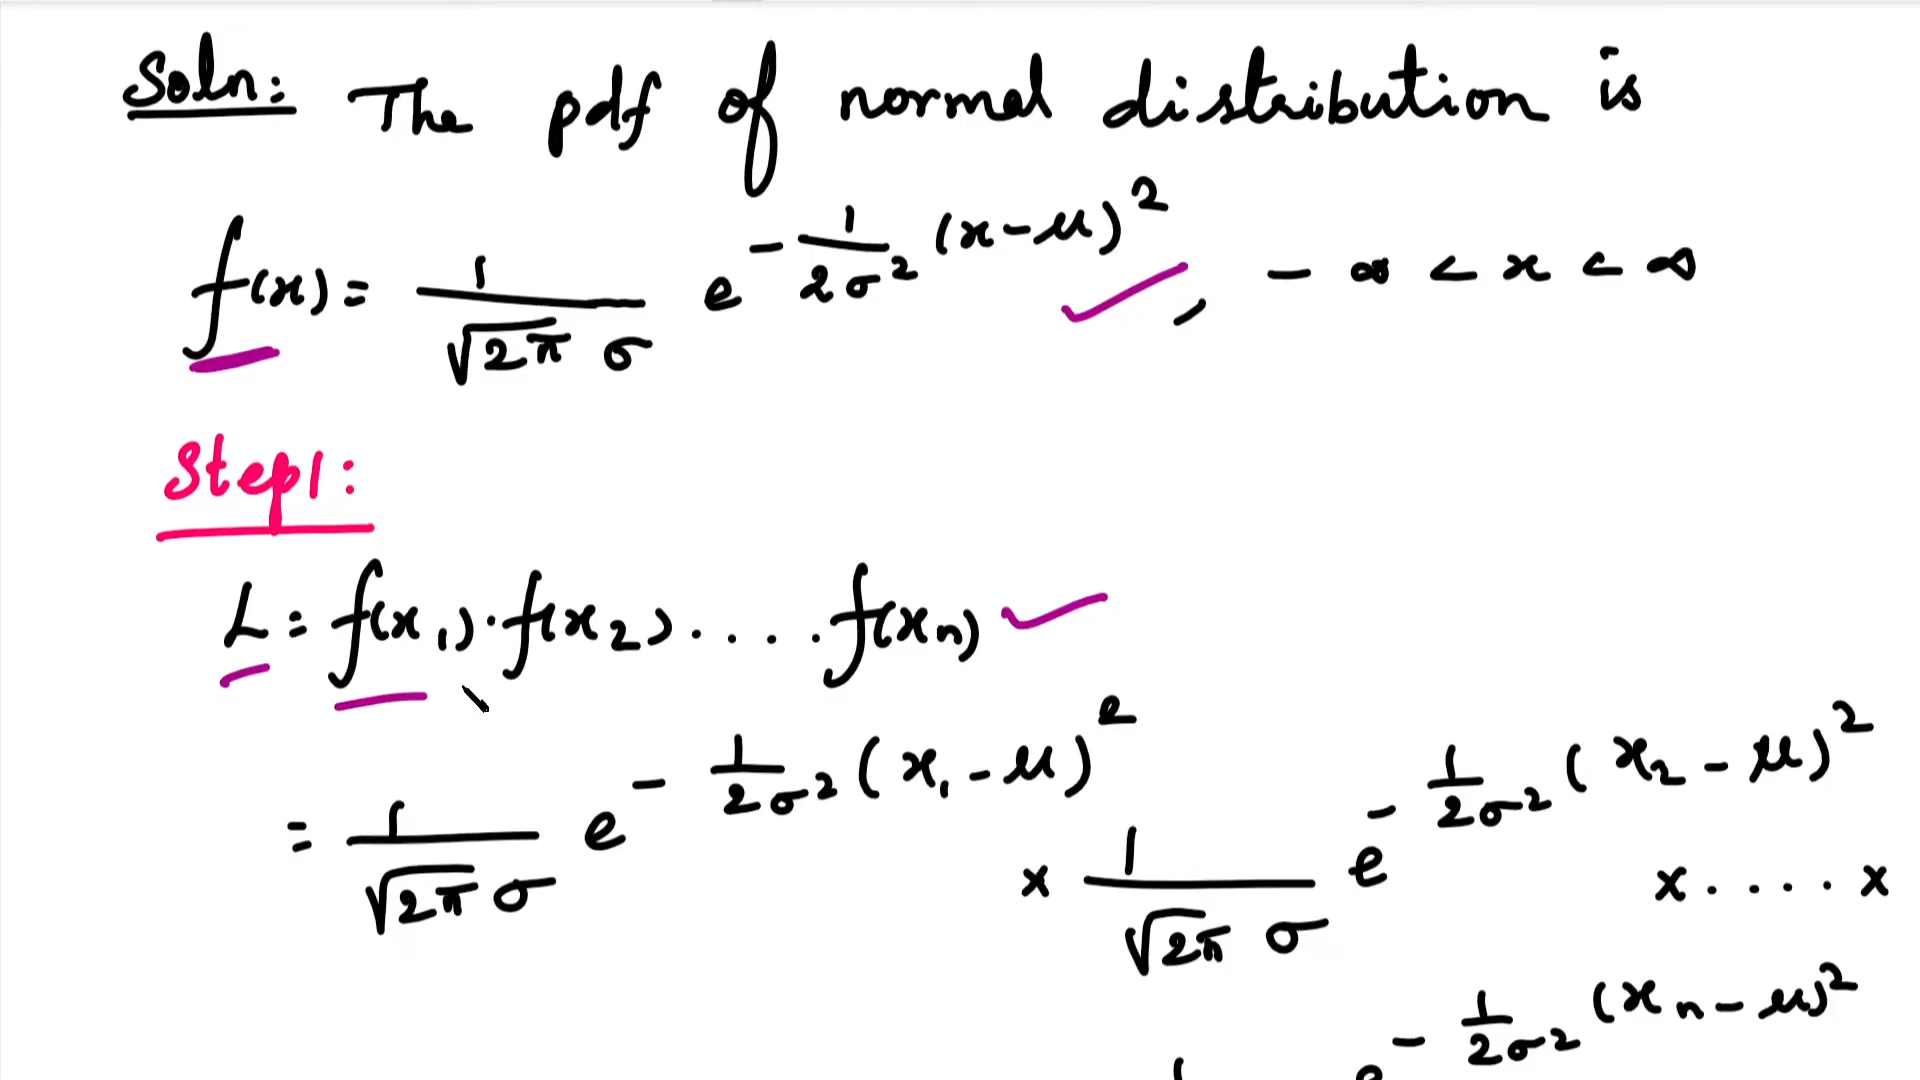 Soln: The pdf of normal distribution is
f(x) = 1/(√2π σ) e^(- 1/2σ² (x-μ)²) , -∞ < x < ∞
Step1:
L = f(x₁)·f(x₂)· . . . . f(xₙ)
= 1/(√2π σ) e^(- 1/2σ² (x₁-μ)²) × 1/(√2π σ) e^(- 1/2σ² (x₂-μ)²) × . . . . ×
1 e^(- 1/2σ² (xₙ-μ)²)